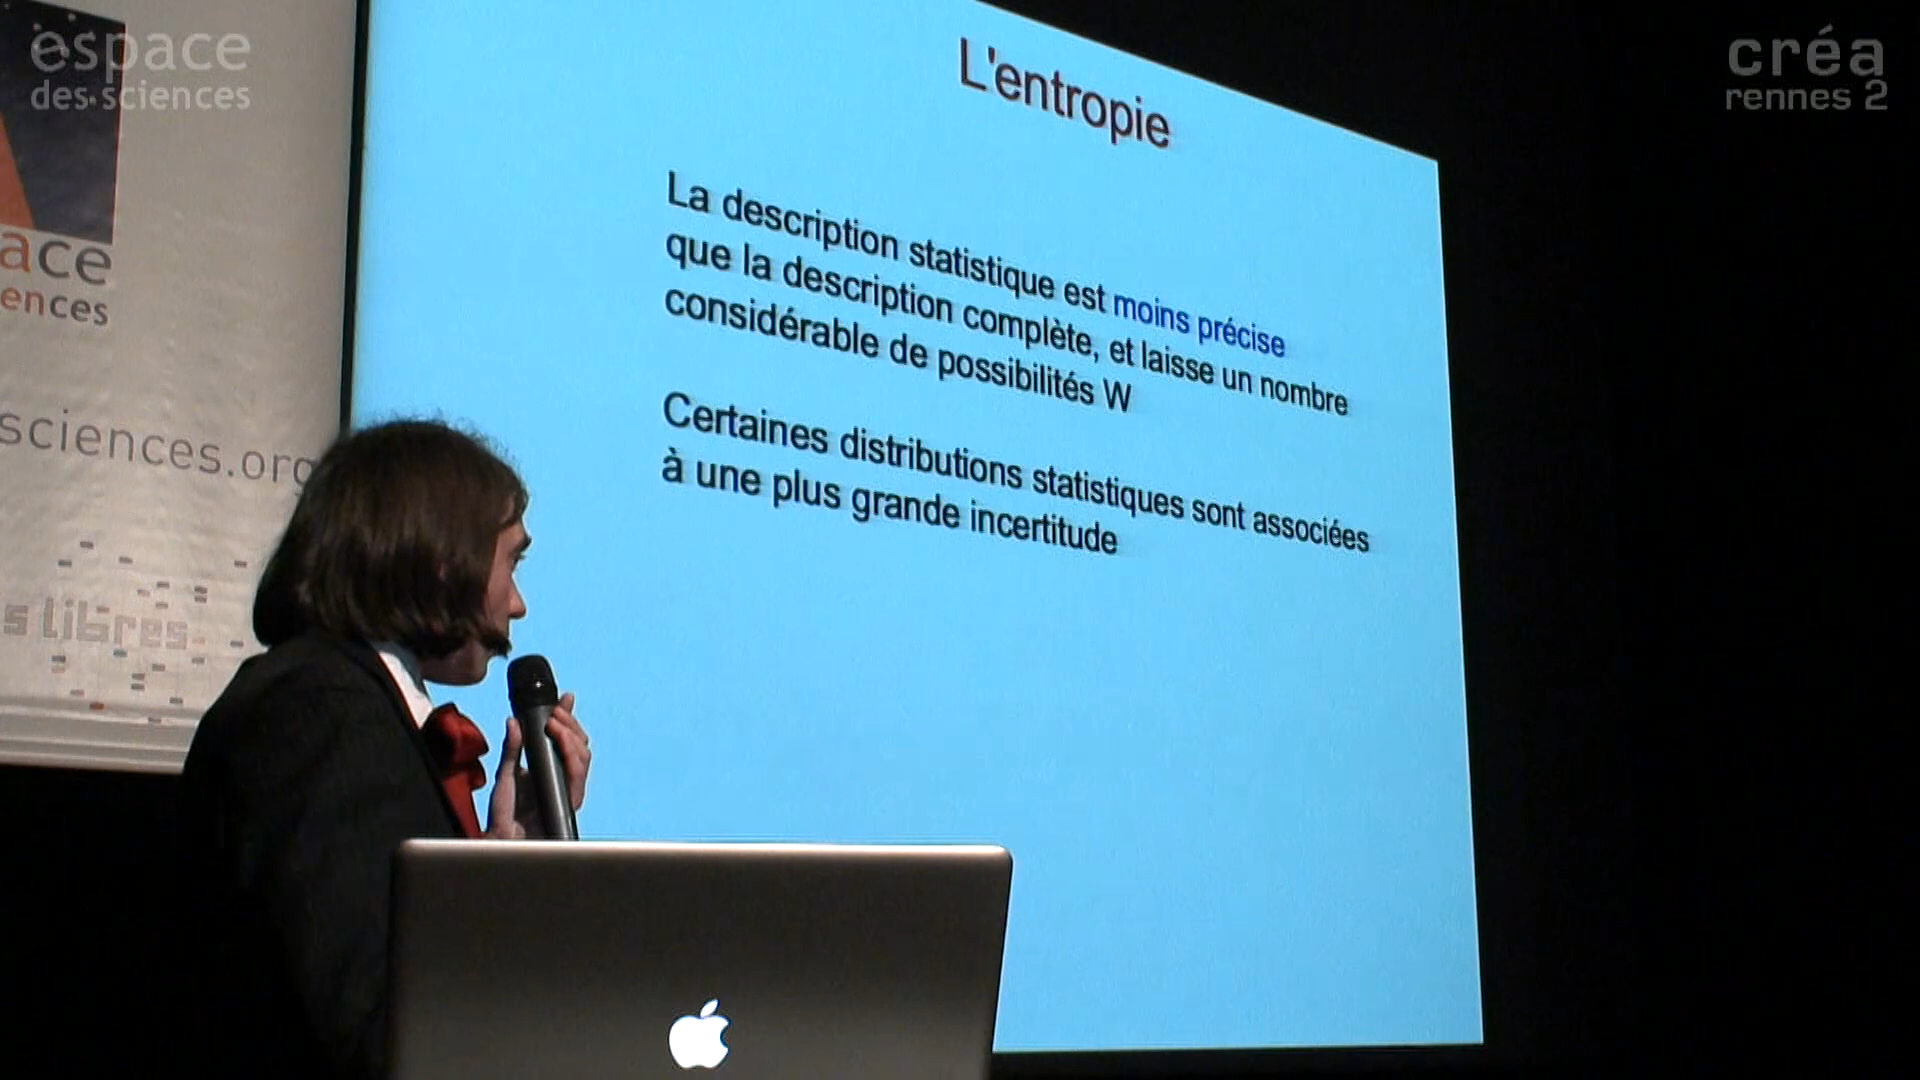 espace
des sciences
créa
rennes 2
ace
ences
sciences.org
s libres
L'entropie
La description statistique est moins précise
que la description complète, et laisse un nombre
considérable de possibilités W
Certaines distributions statistiques sont associées
à une plus grande incertitude